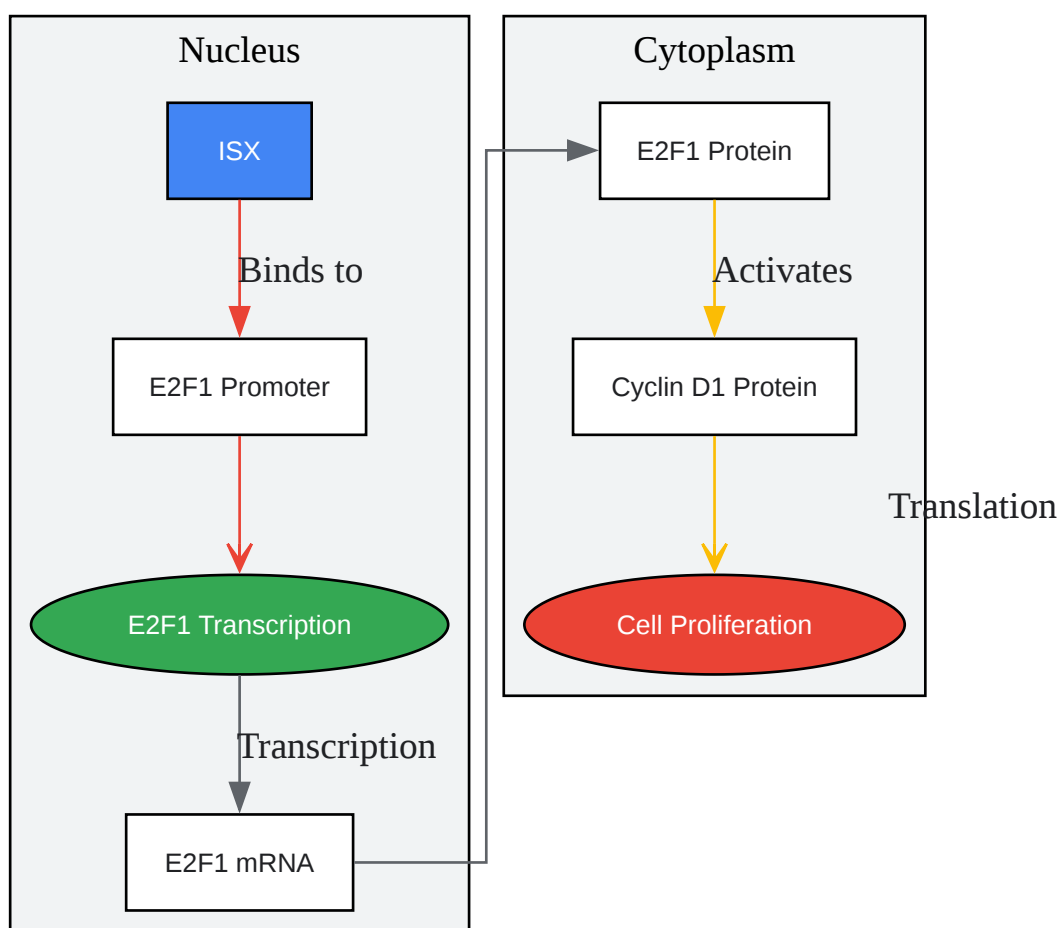 Nucleus
ISX
Binds to
E2F1 Promoter
E2F1 Transcription
Transcription
E2F1 mRNA
Cytoplasm
E2F1 Protein
Activates
Cyclin D1 Protein
Translation
Cell Proliferation